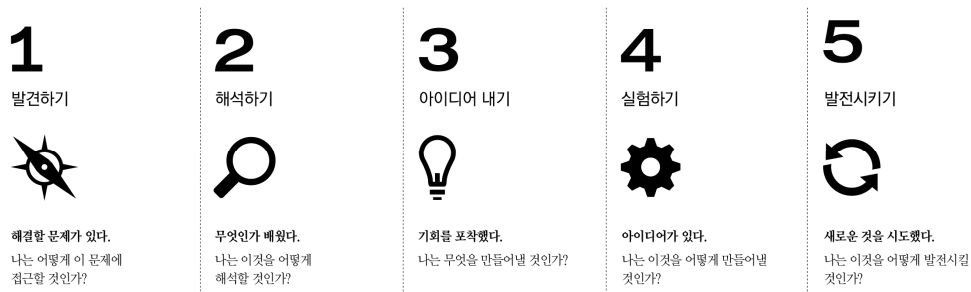 1
발견하기
해결할 문제가 있다.
나는 어떻게 이 문제에
접근할 것인가?
2
해석하기
무엇인가 배웠다.
나는 이것을 어떻게
해석할 것인가?
3
아이디어 내기
기회를 포착했다.
나는 무엇을 만들어낼 것인가?
4
실험하기
아이디어가 있다.
나는 이것을 어떻게 만들어낼
것인가?
5
발전시키기
새로운 것을 시도했다.
나는 이것을 어떻게 발전시킬
것인가?